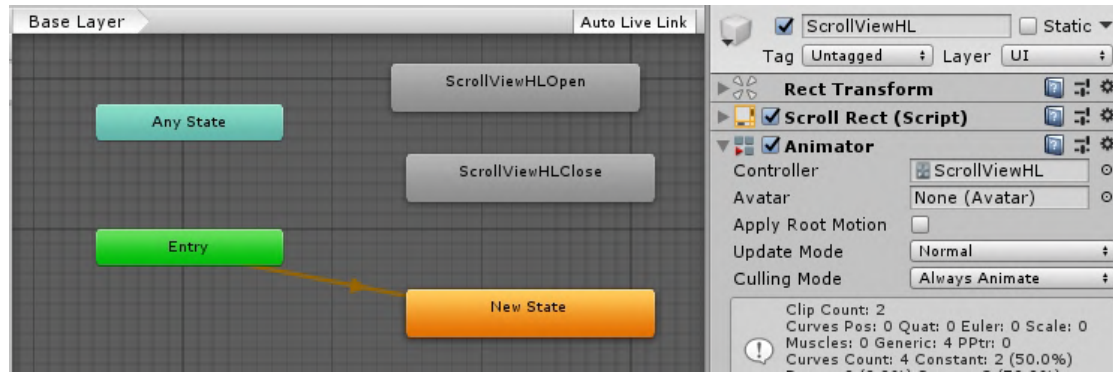 Base Layer
Auto Live Link
ScrollViewHLOpen
Any State
ScrollViewHLClose
Entry
New State
ScrollViewHL
Static
Tag Untagged Layer UI
Rect Transform
Scroll Rect (Script)
Animator
Controller ScrollViewHL
Avatar None (Avatar)
Apply Root Motion
Update Mode Normal
Culling Mode Always Animate
Clip Count: 2
Curves Pos: 0 Quat: 0 Euler: 0 Scale: 0
Muscles: 0 Generic: 4 PPtr: 0
Curves Count: 4 Constant: 2 (50.0%)